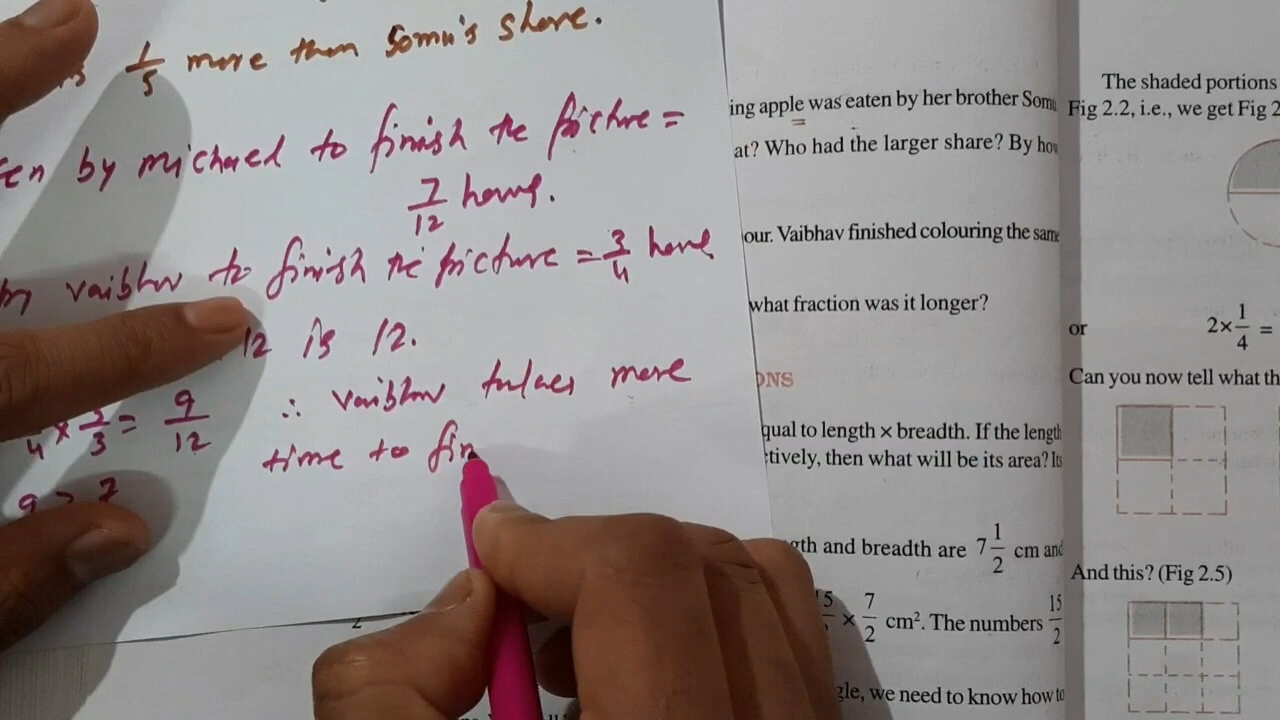 1/5 more than Somu's share.
en by michael to finish the picture =
7/12 hours.
vaibhav to finish the picture = 3/4 hours
12 is 12.
∴ vaibhav takes more
4 × 3/3 = 9/12
time to fin
9 > 7
ing apple was eaten by her brother Somu
at? Who had the larger share? By how
our. Vaibhav finished colouring the same
what fraction was it longer?
ONS
qual to length × breadth. If the length
tively, then what will be its area? Its
gth and breadth are 7 1/2 cm and
× 7/2 cm². The numbers 15/2
gle, we need to know how to
The shaded portions
Fig 2.2, i.e., we get Fig 2
or 2×1/4 =
Can you now tell what th
And this? (Fig 2.5)